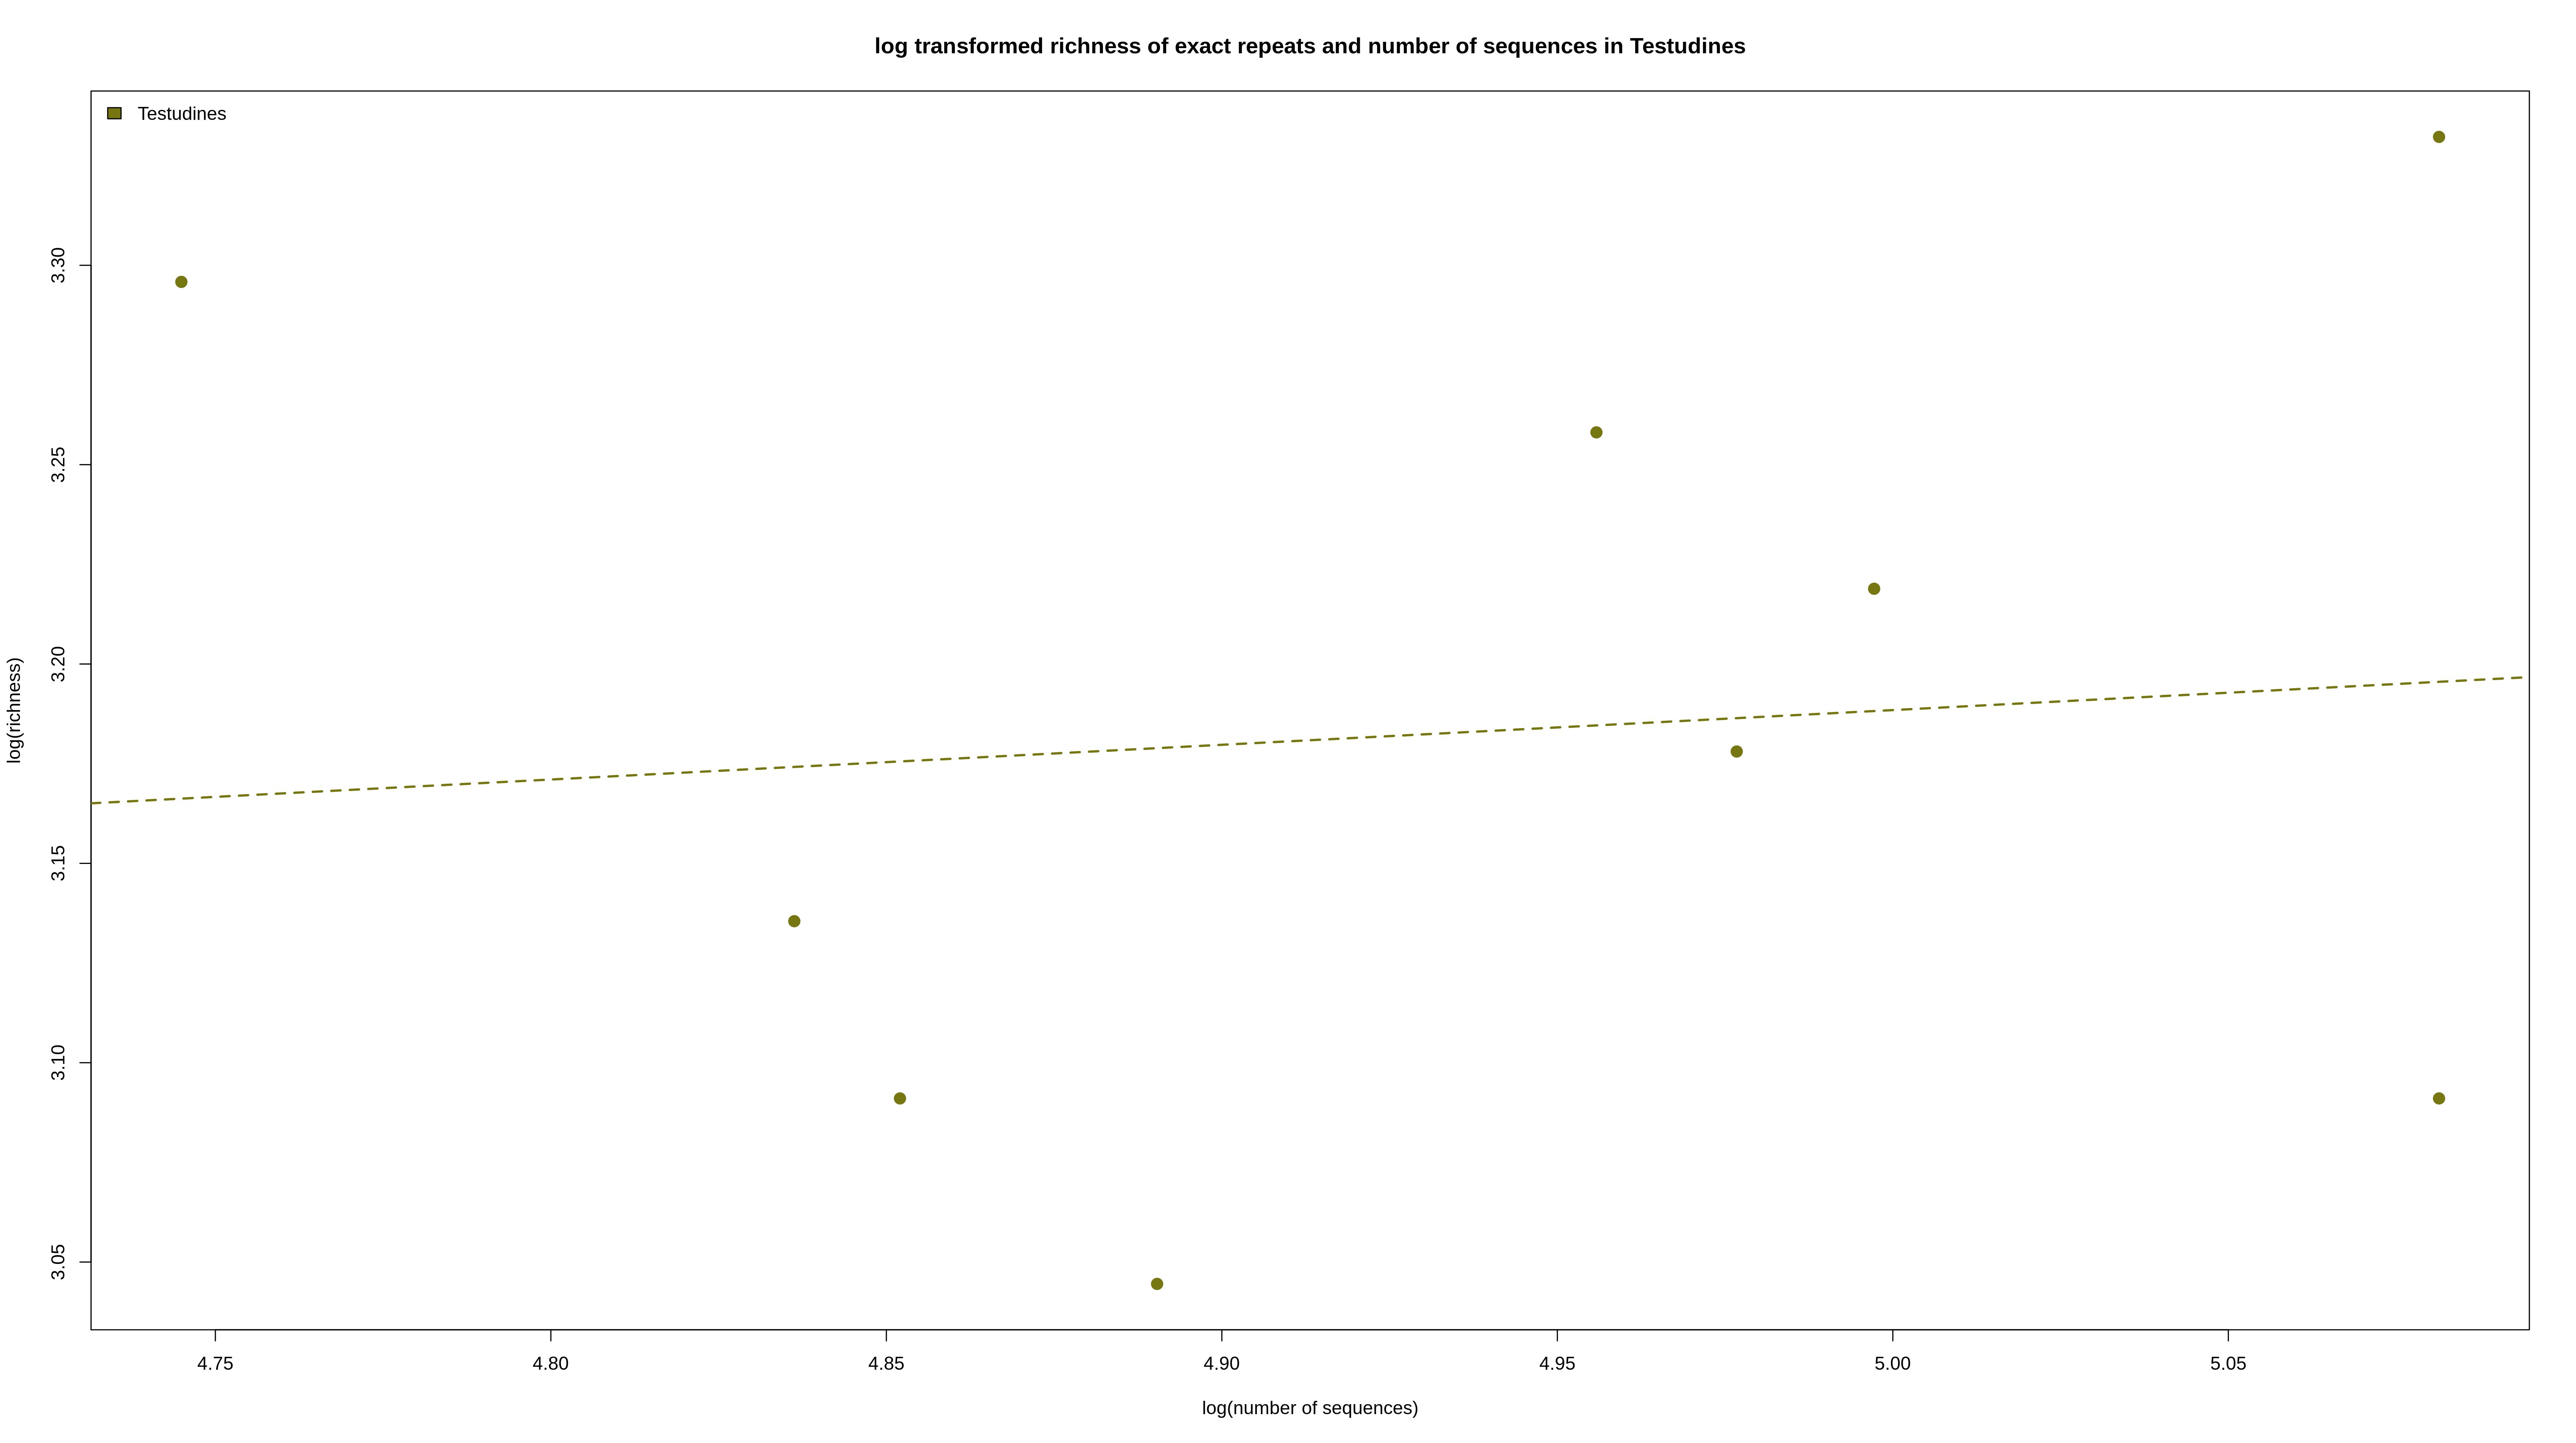 log transformed richness of exact repeats and number of sequences in Testudines
Testudines
3.30
3.25
3.20
3.15
3.10
3.05
log(richness)
4.75 4.80 4.85 4.90 4.95 5.00 5.05
log(number of sequences)